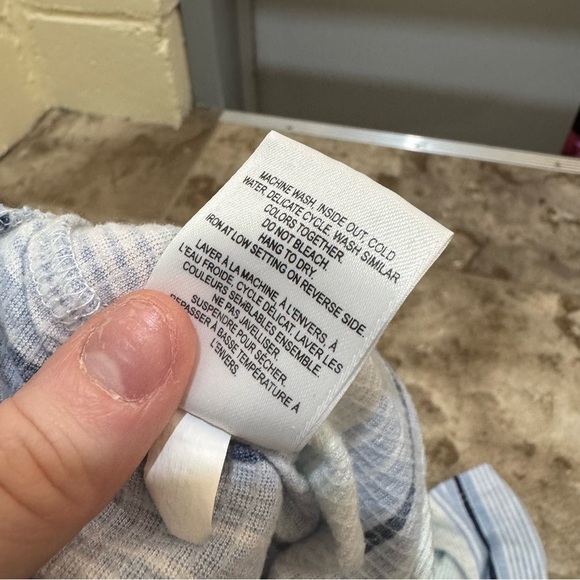 MACHINE WASH, INSIDE OUT, COLD
WATER, DELICATE CYCLE, WASH SIMILAR
COLORS TOGETHER
DO NOT BLEACH.
HANG TO DRY
IRON AT LOW SETTING ON REVERSE SIDE.
LAVER À LA MACHINE, À L'ENVERS, À
L'EAU FROIDE, CYCLE DÉLICAT, LAVER LES
COULEURS SEMBLABLES ENSEMBLE.
NE PAS JAVELLISER.
SUSPENDRE POUR SÉCHER.
REPASSER À BASSE TEMPÉRATURE À
L'ENVERS.